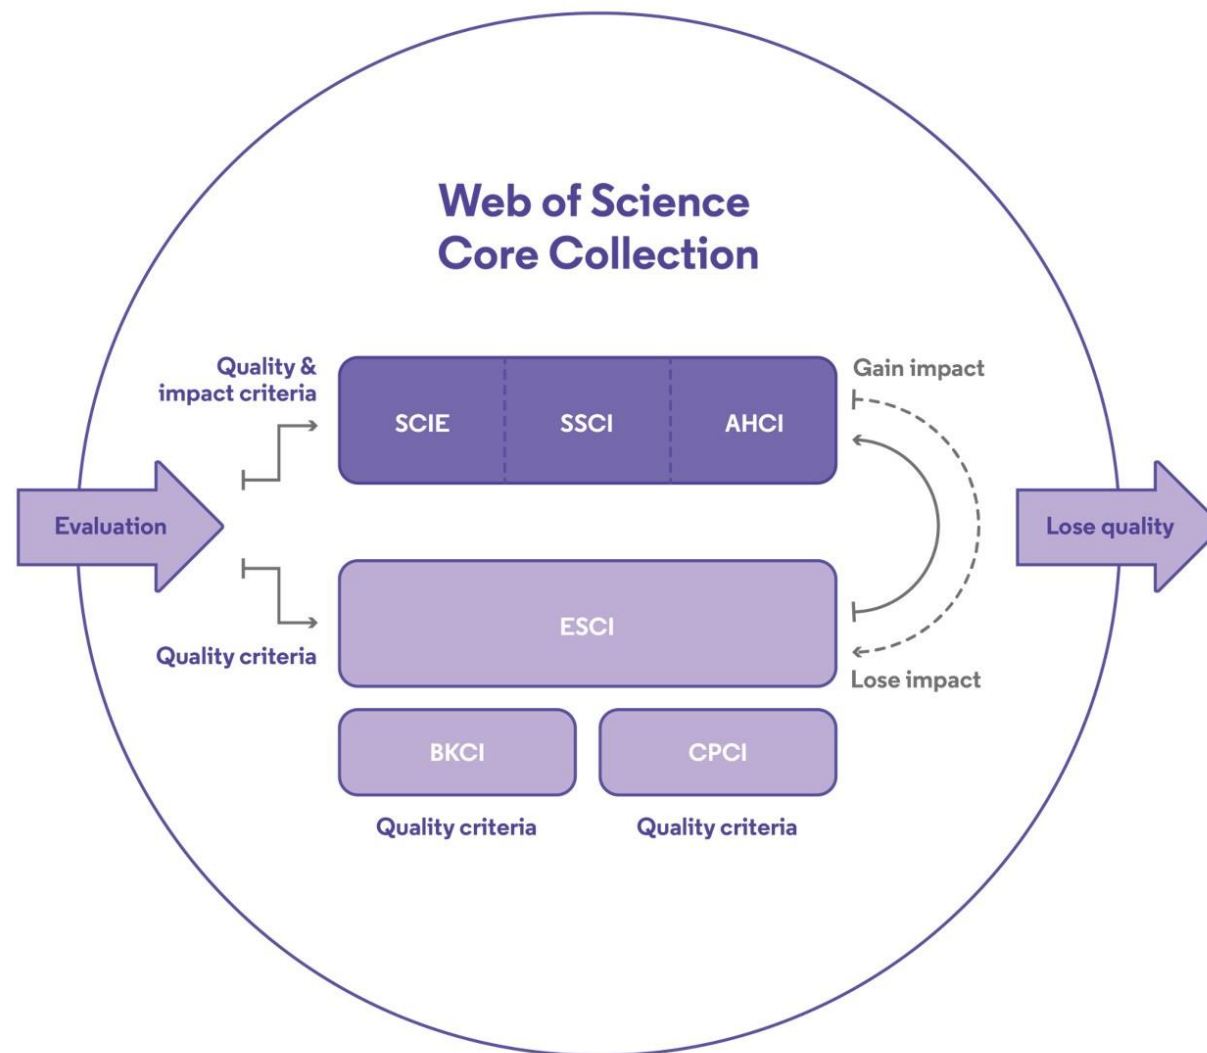 Web of Science
Core Collection
Quality &
impact criteria
SCIE
SSCI
AHCI
Gain impact
Evaluation
Lose quality
ESCI
Quality criteria
Lose impact
BKCI
CPCI
Quality criteria
Quality criteria